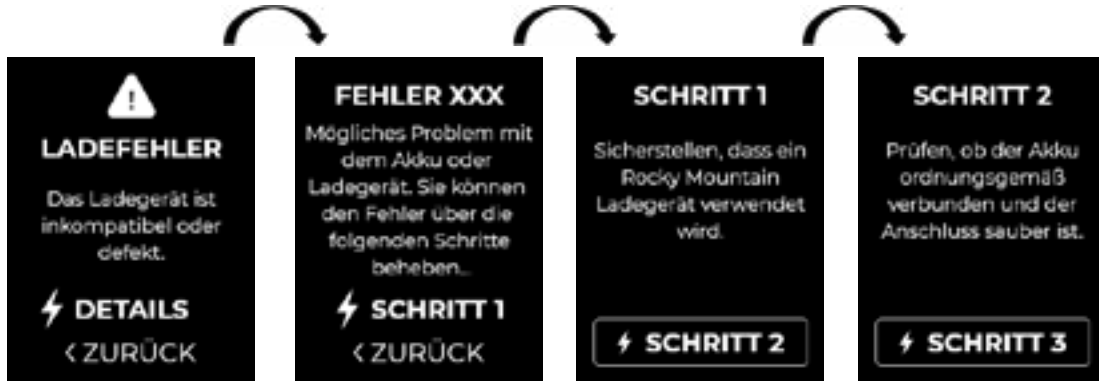 LADEFEHLER
Das Ladegerät ist
inkompatibel oder
defekt.
DETAILS
< ZURÜCK
FEHLER XXX
Mögliches Problem mit
dem Akku oder
Ladegerät. Sie können
den Fehler über die
folgenden Schritte
beheben...
SCHRITT 1
< ZURÜCK
SCHRITT 1
Sicherstellen, dass ein
Rocky Mountain
Ladegerät verwendet
wird.
SCHRITT 2
SCHRITT 2
Prüfen, ob der Akku
ordnungsgemäß
verbunden und der
Anschluss sauber ist.
SCHRITT 3